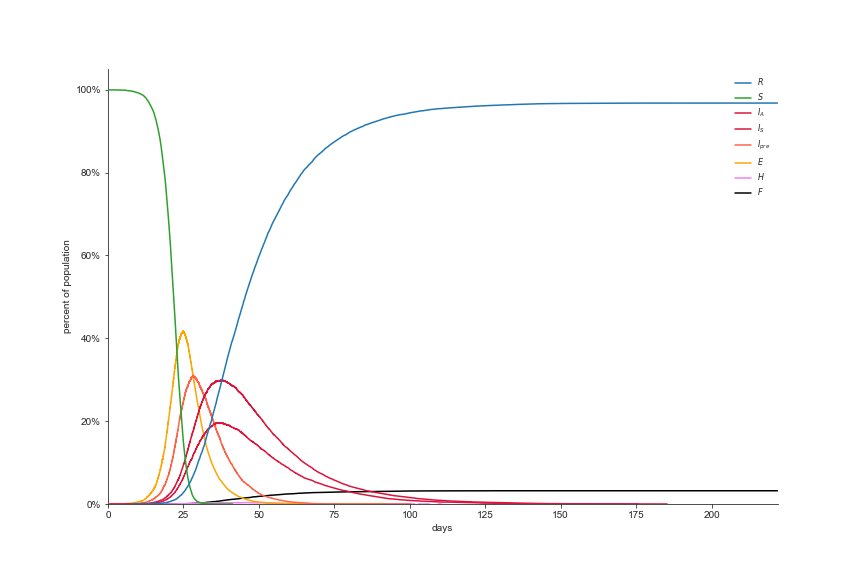 100%
80%
60%
40%
20%
0%
percent of population
0 25 50 75 100 125 150 175 200
days
R
S
I_A
I_S
I_pre
E
H
F